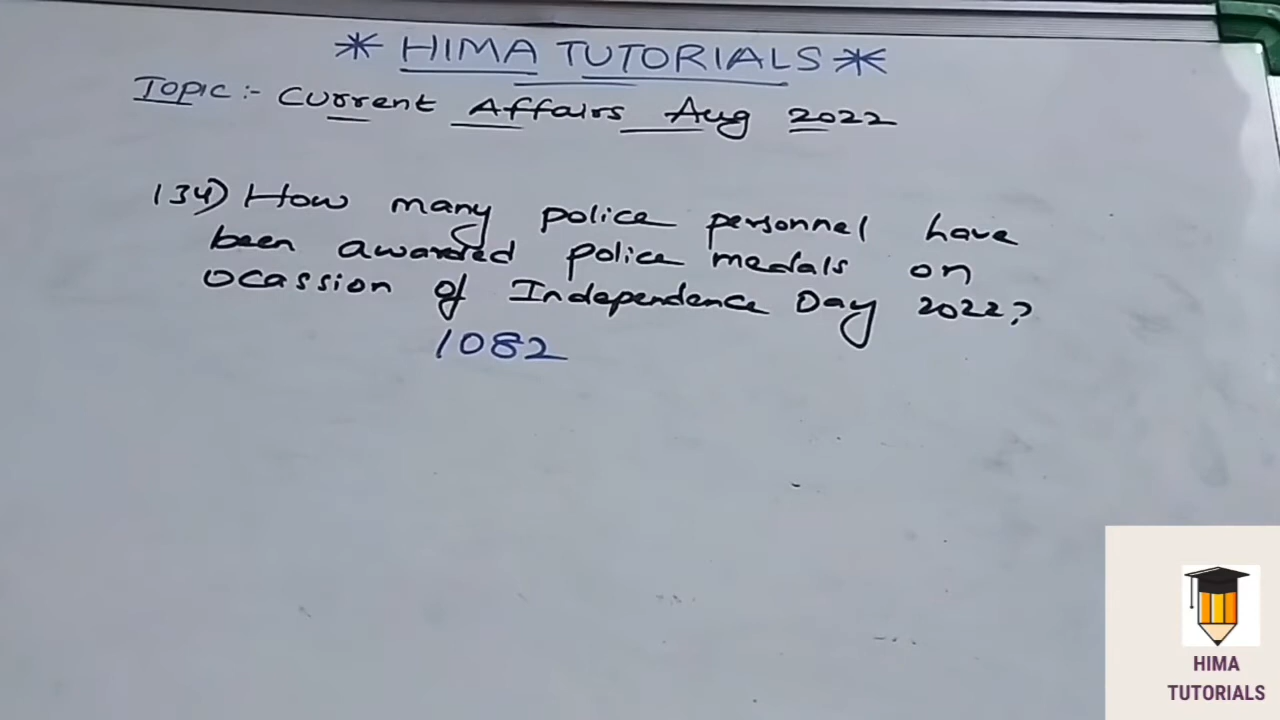 * HIMA TUTORIALS *
Topic :- Current Affairs Aug 2022
134) How many police personnel have
been awarded police medals on
ocassion of Independence Day 2022?
1082
HIMA
TUTORIALS